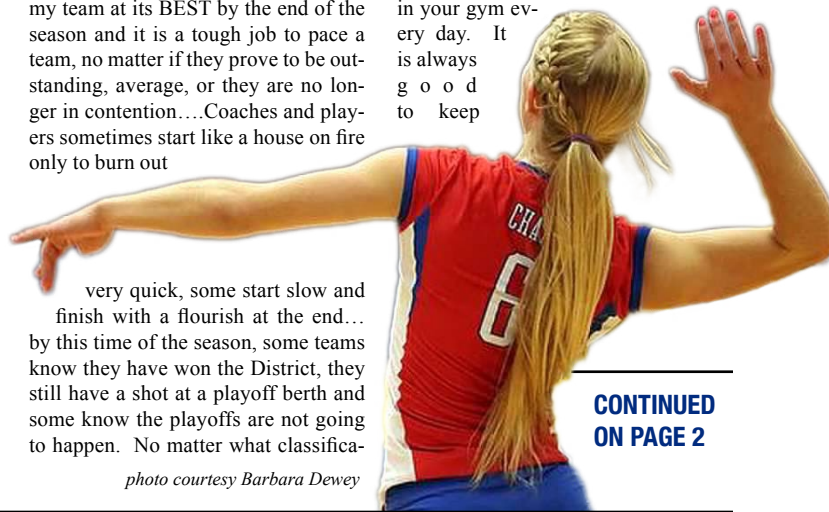 my team at its BEST by the end of the
season and it is a tough job to pace a
team, no matter if they prove to be out-
standing, average, or they are no lon-
ger in contention….Coaches and play-
ers sometimes start like a house on fire
only to burn out
very quick, some start slow and
finish with a flourish at the end…
by this time of the season, some teams
know they have won the District, they
still have a shot at a playoff berth and
some know the playoffs are not going
to happen.  No matter what classifica-
photo courtesy Barbara Dewey
in your gym ev-
ery day.  It
is always
g o o d
to keep
CHA
6
CONTINUED
ON PAGE 2